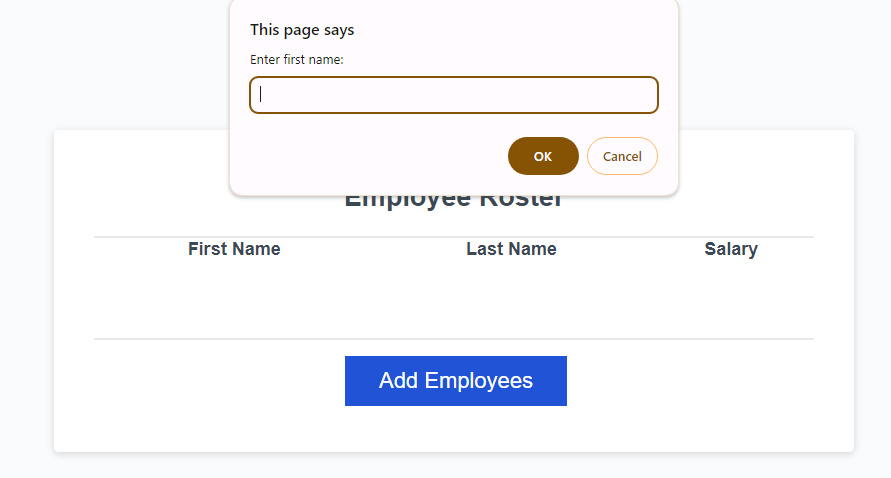 This page says
Enter first name:
OK Cancel
Employee Roster
First Name Last Name Salary
Add Employees